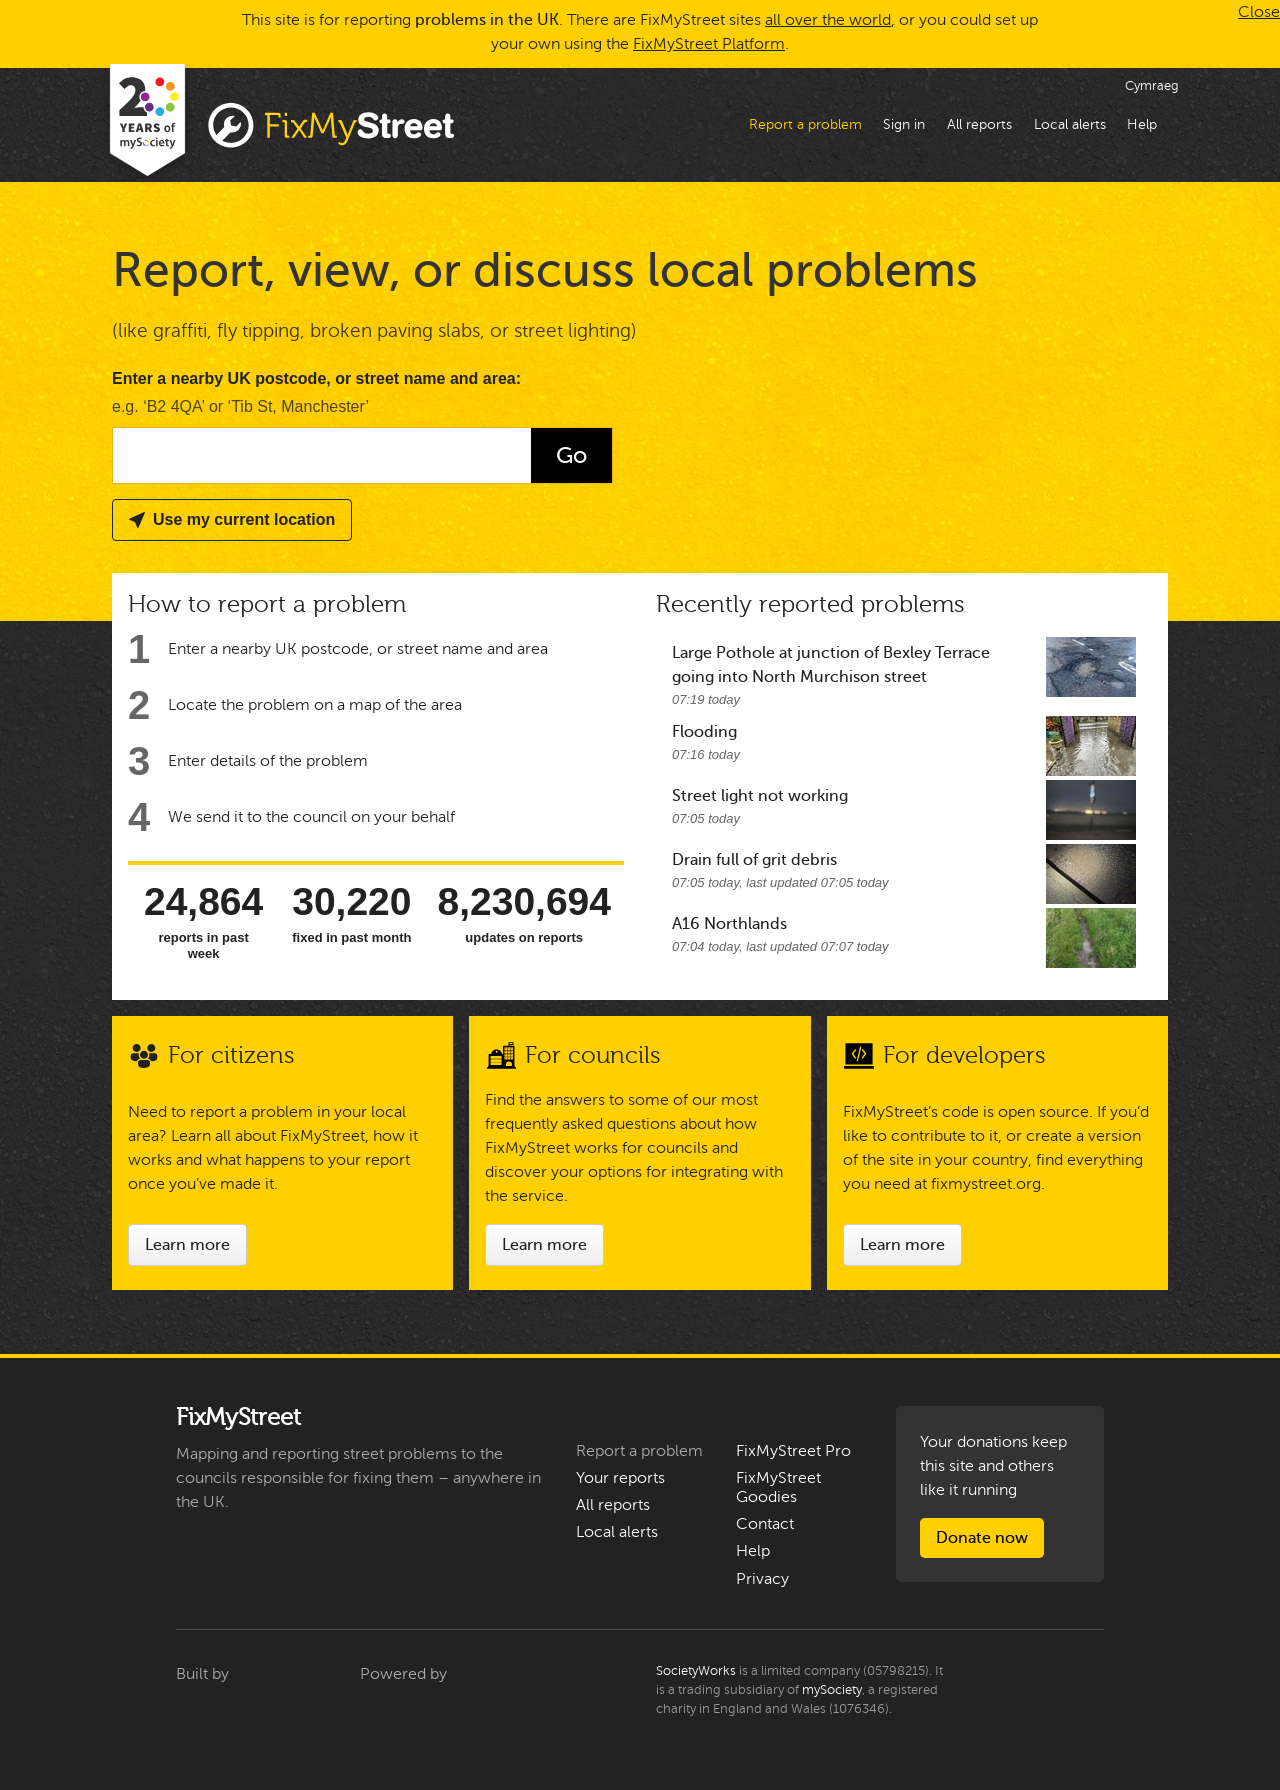 This site is for reporting problems in the UK. There are FixMyStreet sites all over the world, or you could set up
your own using the FixMyStreet Platform.
Close
20
YEARS of
mySociety
FixMyStreet
Cymraeg
Report a problem
Sign in
All reports
Local alerts
Help
Report, view, or discuss local problems
(like graffiti, fly tipping, broken paving slabs, or street lighting)
Enter a nearby UK postcode, or street name and area:
e.g. ‘B2 4QA’ or ‘Tib St, Manchester’
Go
Use my current location
How to report a problem
1 Enter a nearby UK postcode, or street name and area
2 Locate the problem on a map of the area
3 Enter details of the problem
4 We send it to the council on your behalf
24,864
reports in past
week
30,220
fixed in past month
8,230,694
updates on reports
Recently reported problems
Large Pothole at junction of Bexley Terrace
going into North Murchison street
07:19 today
Flooding
07:16 today
Street light not working
07:05 today
Drain full of grit debris
07:05 today, last updated 07:05 today
A16 Northlands
07:04 today, last updated 07:07 today
For citizens
Need to report a problem in your local
area? Learn all about FixMyStreet, how it
works and what happens to your report
once you’ve made it.
Learn more
For councils
Find the answers to some of our most
frequently asked questions about how
FixMyStreet works for councils and
discover your options for integrating with
the service.
Learn more
For developers
FixMyStreet’s code is open source. If you’d
like to contribute to it, or create a version
of the site in your country, find everything
you need at fixmystreet.org.
Learn more
FixMyStreet
Mapping and reporting street problems to the
councils responsible for fixing them – anywhere in
the UK.
Report a problem
Your reports
All reports
Local alerts
FixMyStreet Pro
FixMyStreet
Goodies
Contact
Help
Privacy
Your donations keep
this site and others
like it running
Donate now
Built by
Powered by
SocietyWorks is a limited company (05798215). It
is a trading subsidiary of mySociety, a registered
charity in England and Wales (1076346).